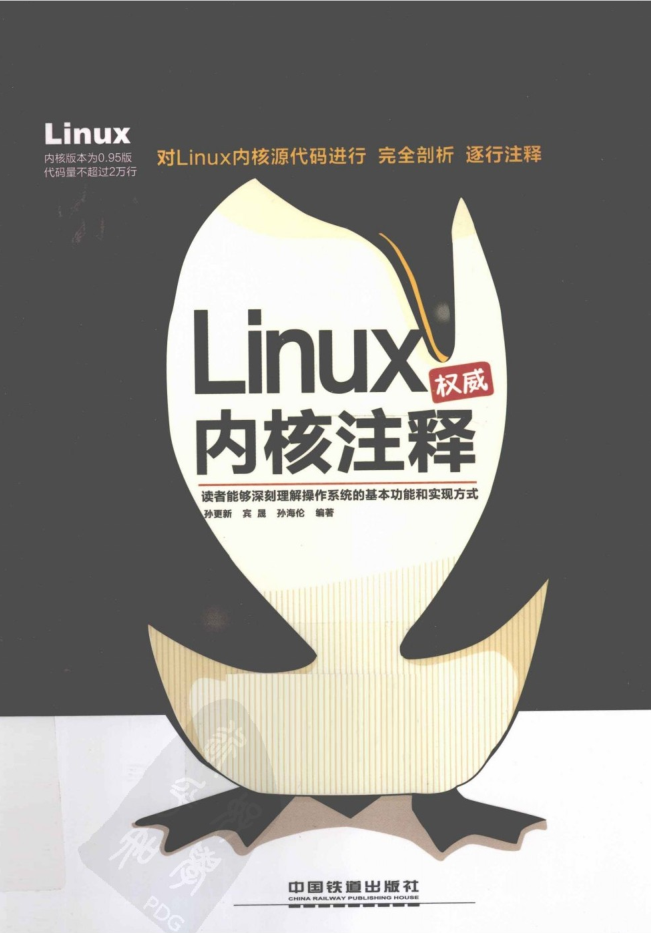 Linux
内核版本为0.95版
代码量不超过2万行
对Linux内核源代码进行 完全剖析 逐行注释
Linux
权威
内核注释
读者能够深刻理解操作系统的基本功能和实现方式
孙更新 宾 晟 孙海伦 编著
中国铁道出版社
CHINA RAILWAY PUBLISHING HOUSE
PDG